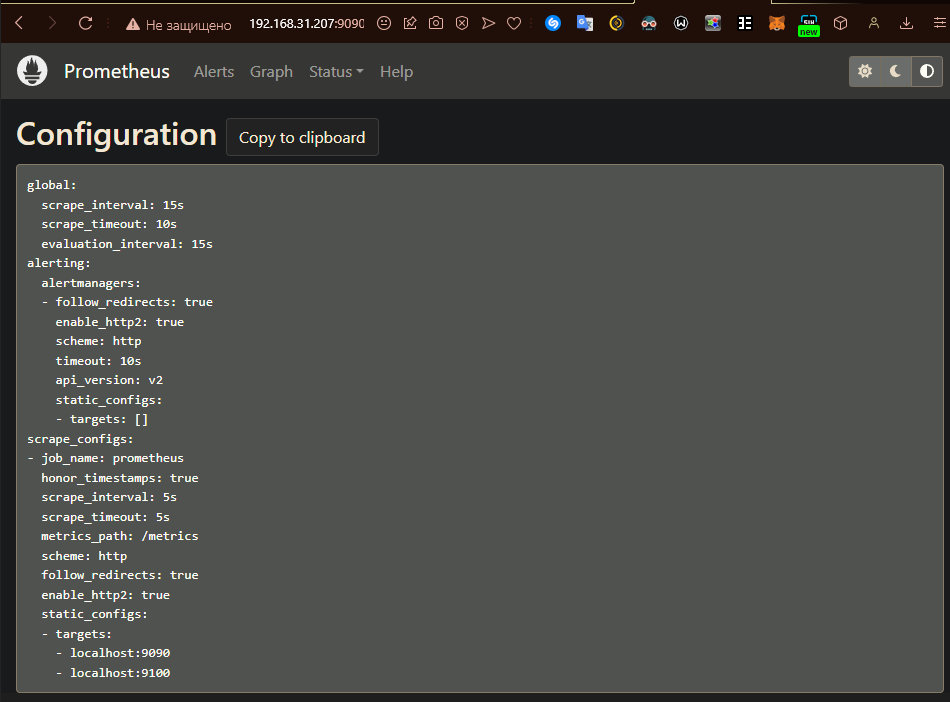 Не защищено 192.168.31.207:9090
new
Prometheus Alerts Graph Status Help
Configuration Copy to clipboard
global:
  scrape_interval: 15s
  scrape_timeout: 10s
  evaluation_interval: 15s
alerting:
  alertmanagers:
  - follow_redirects: true
    enable_http2: true
    scheme: http
    timeout: 10s
    api_version: v2
    static_configs:
    - targets: []
scrape_configs:
- job_name: prometheus
  honor_timestamps: true
  scrape_interval: 5s
  scrape_timeout: 5s
  metrics_path: /metrics
  scheme: http
  follow_redirects: true
  enable_http2: true
  static_configs:
  - targets:
    - localhost:9090
    - localhost:9100